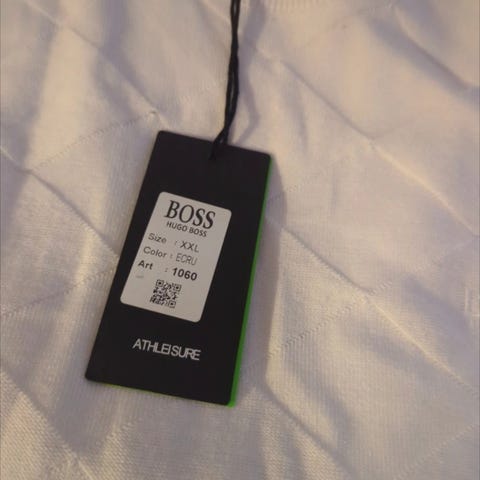 BOSS
HUGO BOSS
Size : XXL
Color : ECRU
Art : 1060
ATHLEISURE